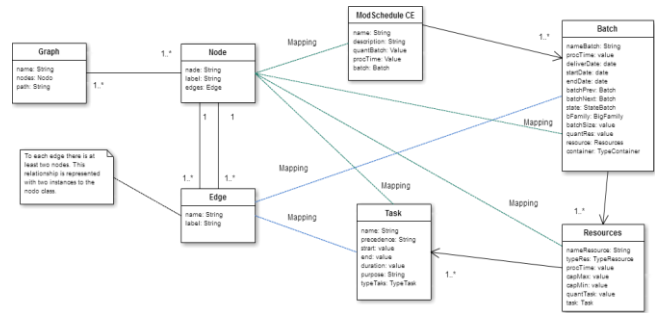 ModSchedule CE
name: String
description: String
quantBatch: Value
procTime: Value
batch: Batch
Batch
nameBatch: String
procTime: value
deliverDate: date
startDate: date
endDate: date
batchPrev: Batch
batchNext: Batch
state: StateBatch
bFamily: BigFamily
batchSize: value
quantRes: value
resource: Resources
container: TypeContainer
Graph
name: String
nodes: Nodo
path: String
Node
node: String
label: String
edges: Edge
1..*
1..*
1..*
Mapping
Mapping
Mapping
1
1
1..*
1..*
To each edge there is at
least two nodes. This
relationship is represented
with two instances to the
nodo class.
Edge
name: String
label: String
Mapping
Mapping
Mapping
Task
name: String
precedence: String
start: value
end: value
duration: value
purpose: String
typeTaks: TypeTask
1..*
1..*
Resources
nameResource: String
typeRes: TypeResource
procTime: value
capMax: value
capMin: value
quantTask: value
task: Task